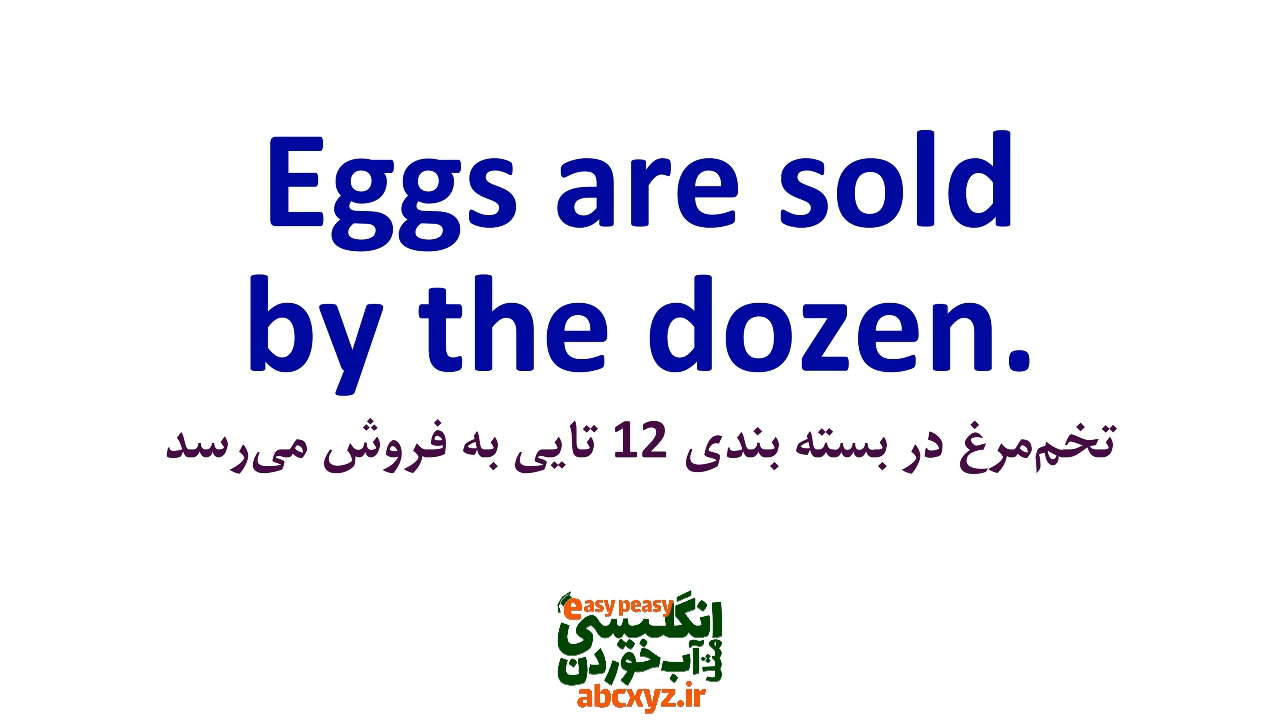 Eggs are sold
by the dozen.
تخم‌مرغ در بسته بندی 12 تایی به فروش می‌رسد
easy peasy
انگلیسی
مثل آب خوردن
abcxyz.ir